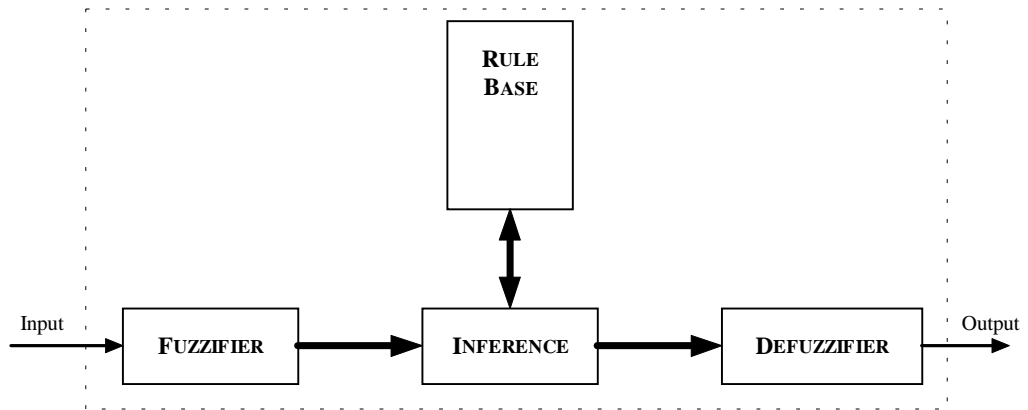 RULE
BASE
Input
FUZZIFIER
INFERENCE
DEFUZZIFIER
Output